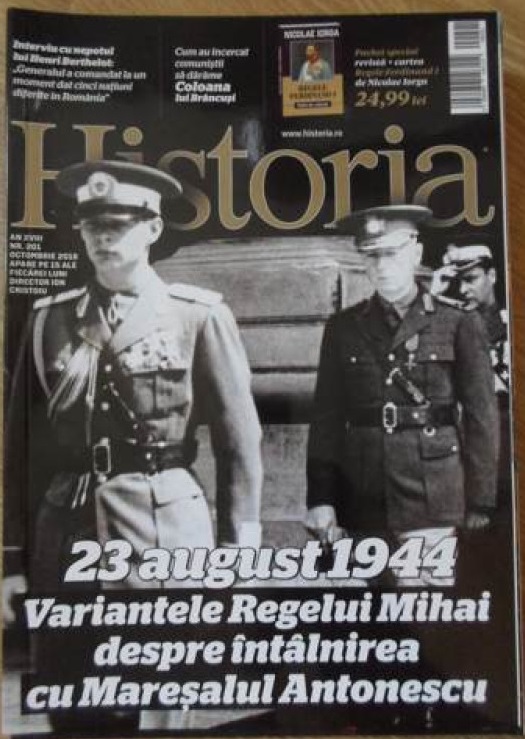 Interviu cu nepotul
lui Henri Berthelot:
„Generalul a comandat la un
moment dat cinci națiuni
diferite în România”
Cum au încercat
comuniștii
să dărâme
Coloana
lui Brâncuși
NICOLAE IORGA
REGELE
FERDINAND I
Pachet special
revistă + cartea
Regele Ferdinand I
de Nicolae Iorga
24,99 lei
www.historia.ro
Historia
AN XVIII
NR. 201
OCTOMBRIE 2018
APARE PE 15 ALE
FIECĂREI LUNI
DIRECTOR ION
CRISTOIU
23 august 1944
Variantele Regelui Mihai
despre întâlnirea
cu Mareșalul Antonescu